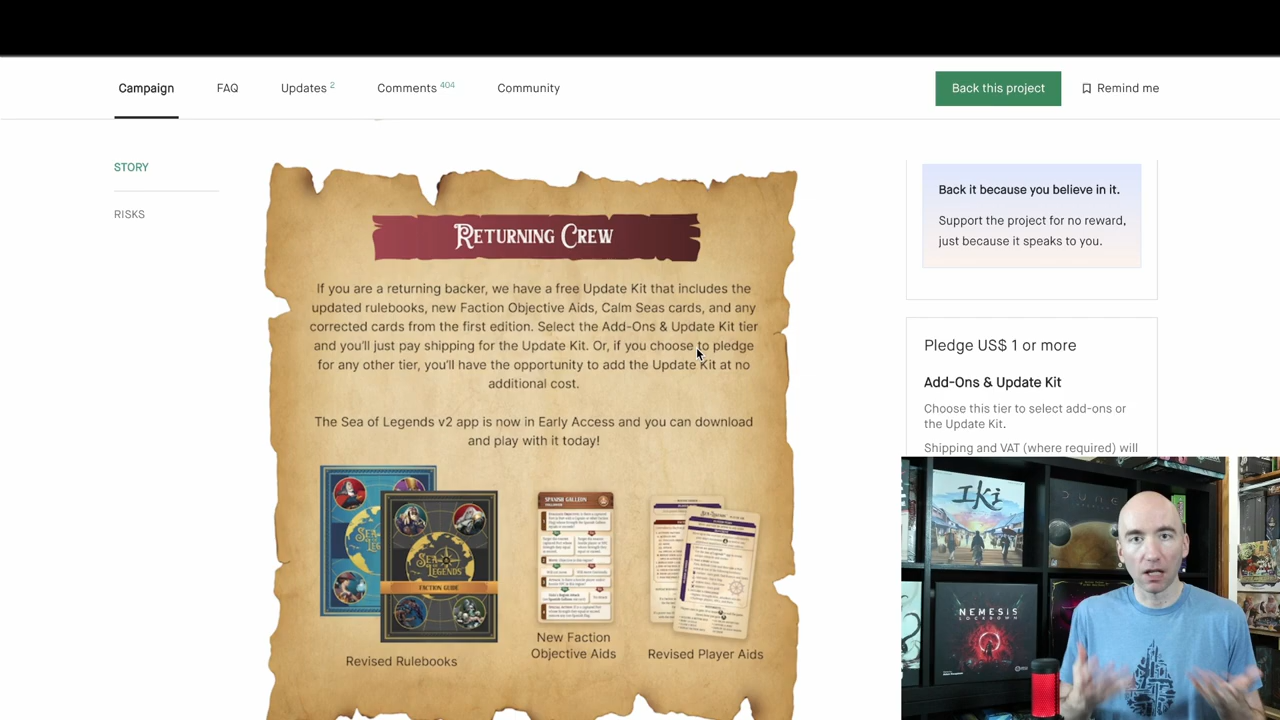 Campaign
FAQ
Updates 2
Comments 404
Community
Back this project
Remind me
STORY
RISKS
RETURNING CREW
If you are a returning backer, we have a free Update Kit that includes the
updated rulebooks, new Faction Objective Aids, Calm Seas cards, and any
corrected cards from the first edition. Select the Add-Ons & Update Kit tier
and you'll just pay shipping for the Update Kit. Or, if you choose to pledge
for any other tier, you'll have the opportunity to add the Update Kit at no
additional cost.
The Sea of Legends v2 app is now in Early Access and you can download
and play with it today!
SEA OF
LEGENDS
FACTION GUIDE
SPANISH GALLEON
Revised Rulebooks
New Faction
Objective Aids
Revised Player Aids
Back it because you believe in it.
Support the project for no reward,
just because it speaks to you.
Pledge US$ 1 or more
Add-Ons & Update Kit
Choose this tier to select add-ons or
the Update Kit.
Shipping and VAT (where required) will
IKI
DUNE
NEMESIS
LOCKDOWN